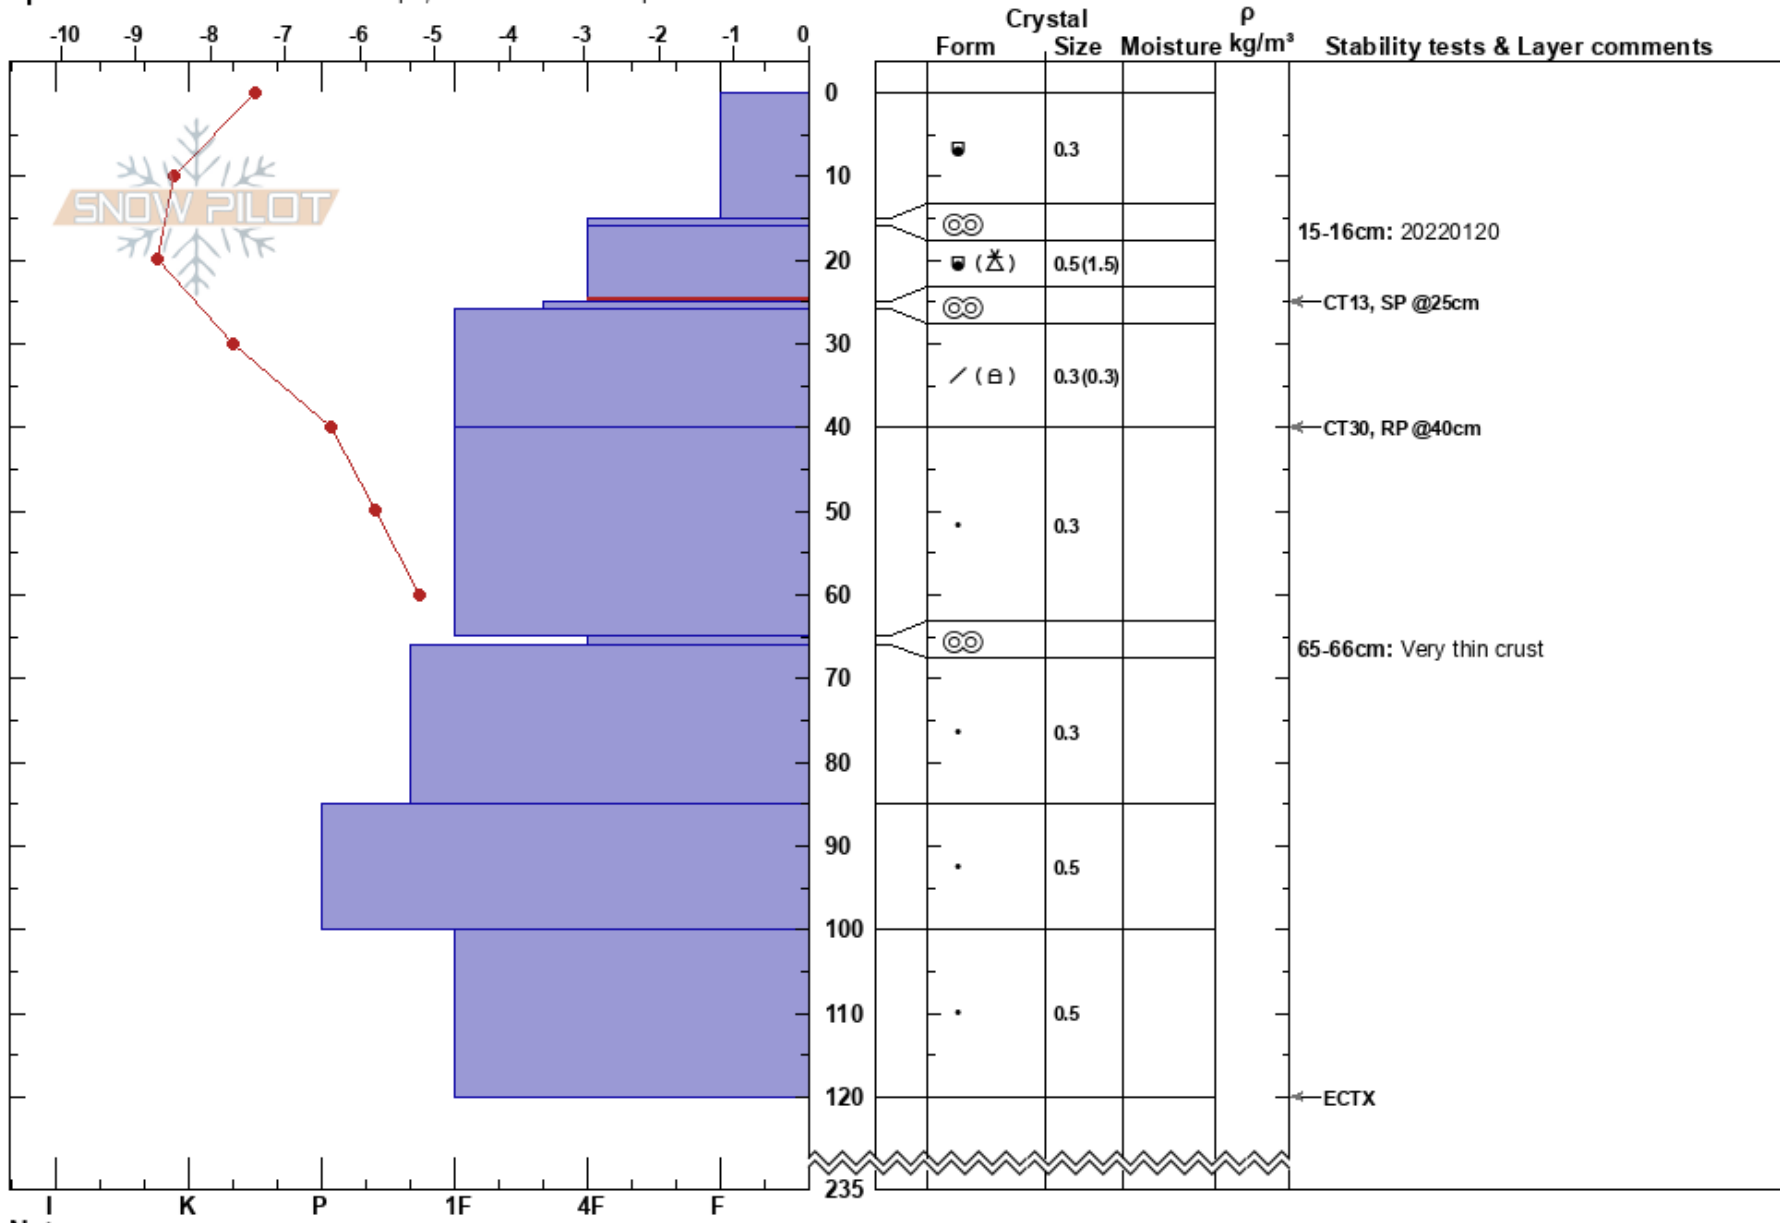 Crystal ρ
-10 -9 -8 -7 -6 -5 -4 -3 -2 -1 0 Form Size Moisture kg/m³ Stability tests & Layer comments
0
0.3
10
SNOW PILOT
15-16cm: 20220120
20 0.5(1.5)
CT13, SP @25cm
30
0.3(0.3)
40 CT30, RP @40cm
50 0.3
60
65-66cm: Very thin crust
70
0.3
80
90
0.5
100
110 0.5
120 ECTX
235
I K P 1F 4F F